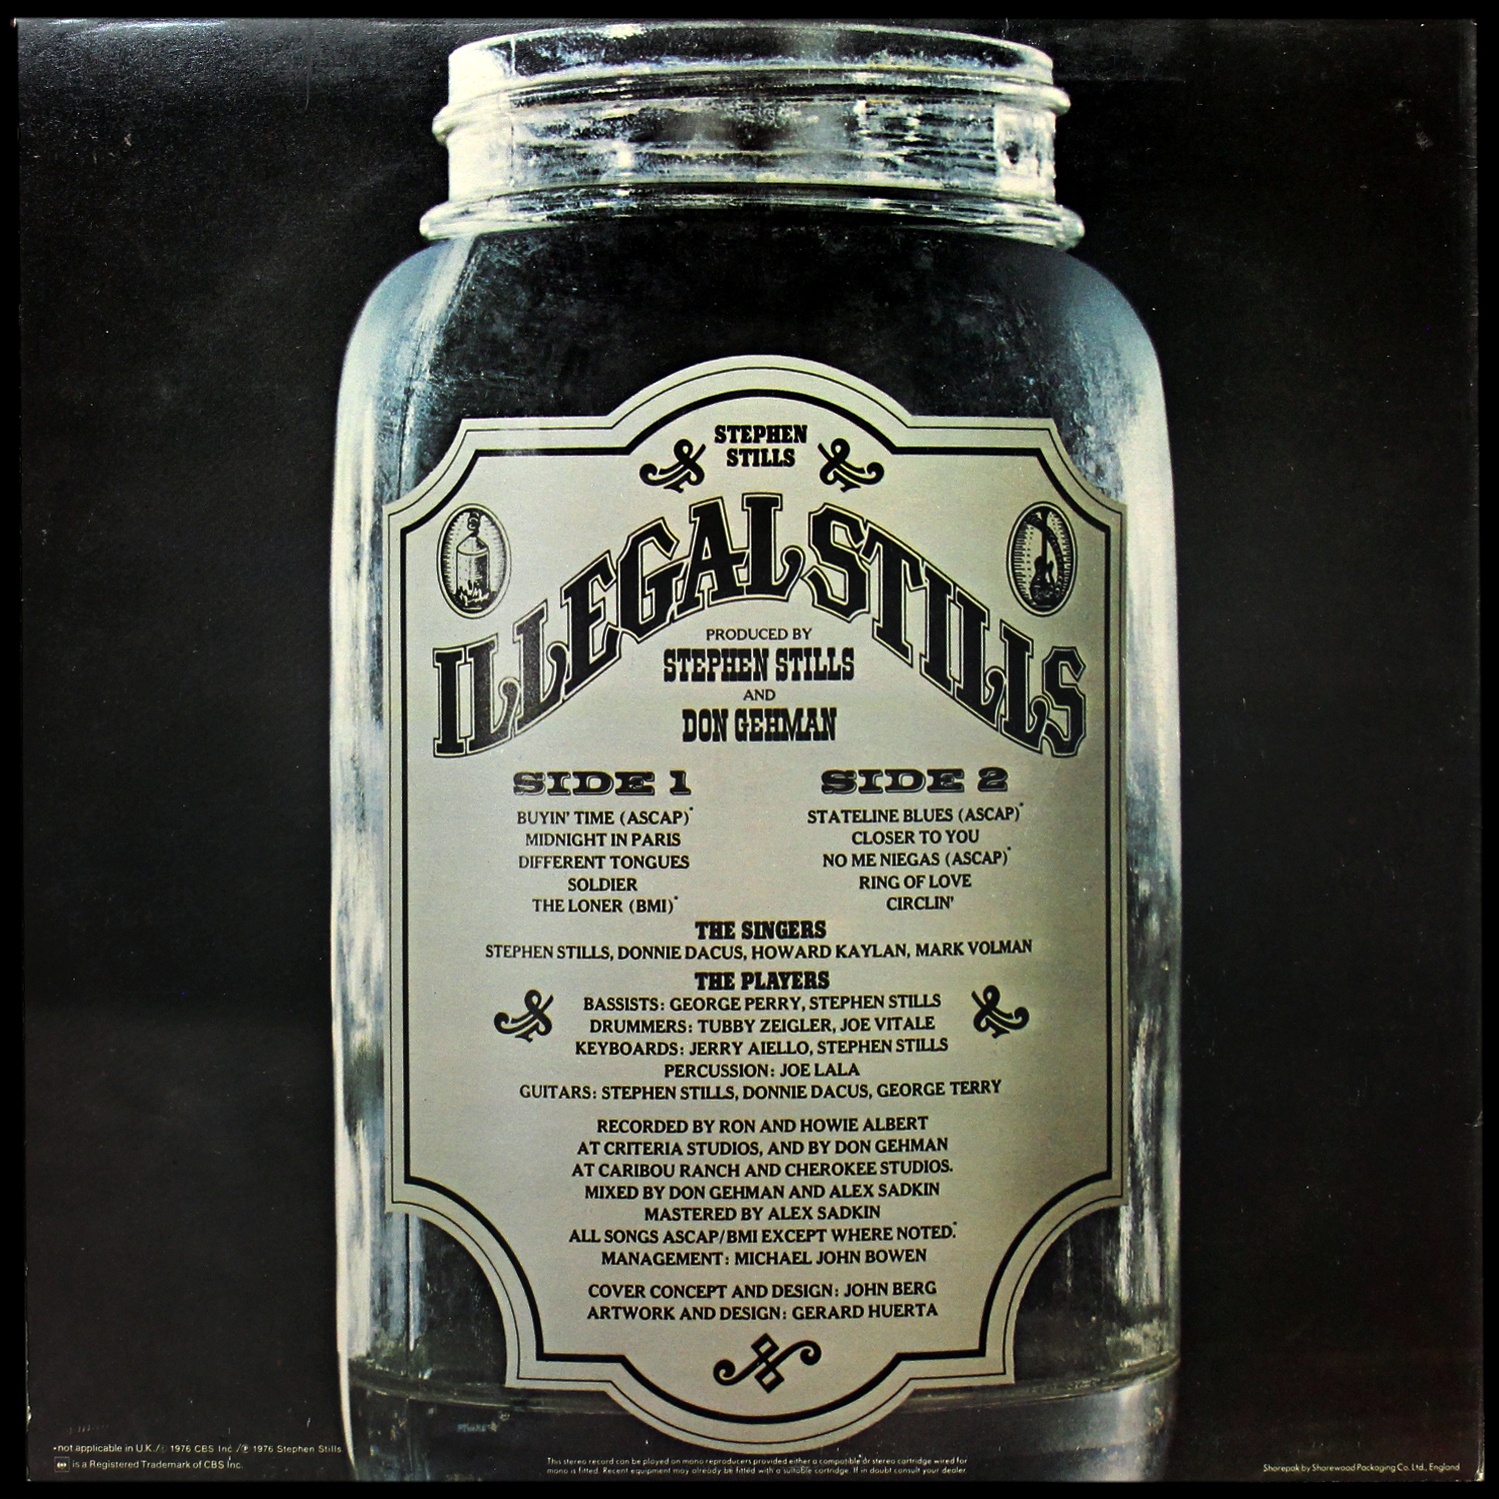 STEPHEN
STILLS
ILLEGAL STILLS
PRODUCED BY
STEPHEN STILLS
AND
DON GEHMAN
SIDE 1
BUYIN' TIME (ASCAP)*
MIDNIGHT IN PARIS
DIFFERENT TONGUES
SOLDIER
THE LONER (BMI)*
SIDE 2
STATELINE BLUES (ASCAP)*
CLOSER TO YOU
NO ME NIEGAS (ASCAP)*
RING OF LOVE
CIRCLIN'
THE SINGERS
STEPHEN STILLS, DONNIE DACUS, HOWARD KAYLAN, MARK VOLMAN
THE PLAYERS
BASSISTS: GEORGE PERRY, STEPHEN STILLS
DRUMMERS: TUBBY ZEIGLER, JOE VITALE
KEYBOARDS: JERRY AIELLO, STEPHEN STILLS
PERCUSSION: JOE LALA
GUITARS: STEPHEN STILLS, DONNIE DACUS, GEORGE TERRY
RECORDED BY RON AND HOWIE ALBERT
AT CRITERIA STUDIOS, AND BY DON GEHMAN
AT CARIBOU RANCH AND CHEROKEE STUDIOS.
MIXED BY DON GEHMAN AND ALEX SADKIN
MASTERED BY ALEX SADKIN
ALL SONGS ASCAP/BMI EXCEPT WHERE NOTED.*
MANAGEMENT: MICHAEL JOHN BOWEN
COVER CONCEPT AND DESIGN: JOHN BERG
ARTWORK AND DESIGN: GERARD HUERTA
•not applicable in U.K./© 1976 CBS Inc./℗ 1976 Stephen Stills
is a Registered Trademark of CBS Inc.
This stereo record can be played on mono reproducers provided either a compatible or stereo cartridge wired for
mono is fitted. Recent equipment may already be fitted with a suitable cartridge. If in doubt consult your dealer.
Shorepak by Shorewood Packaging Co. Ltd., England